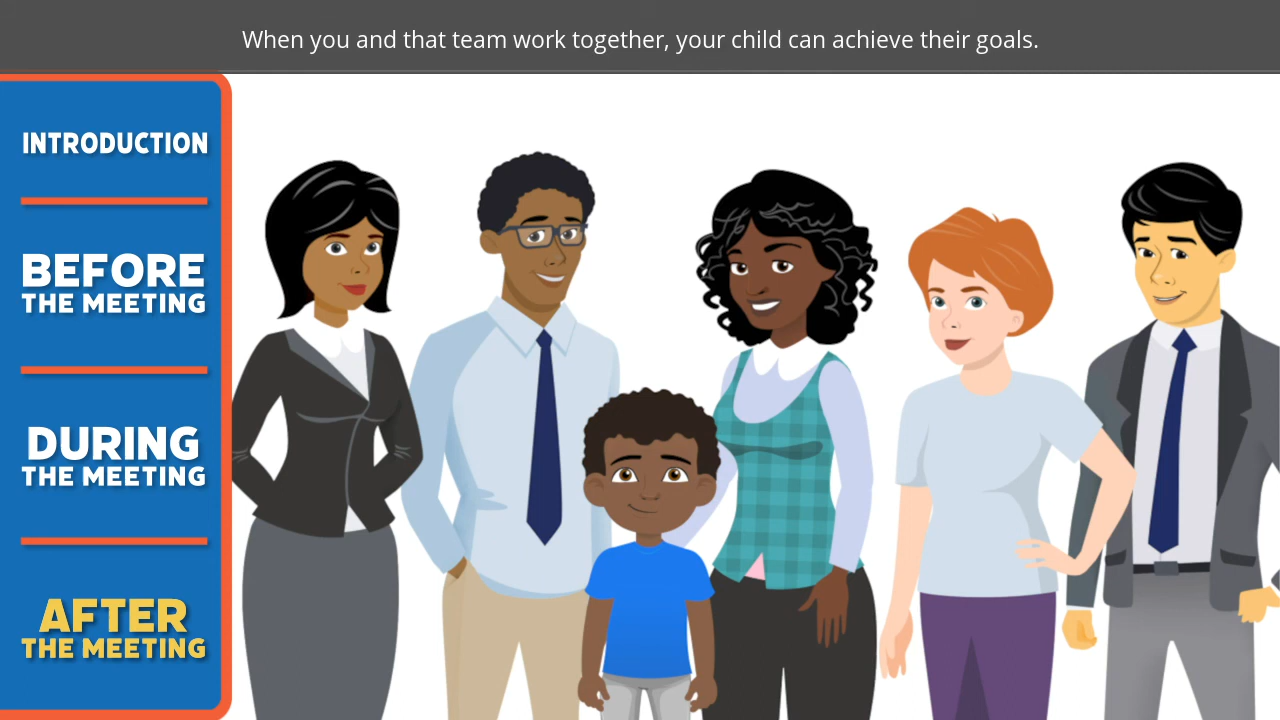 When you and that team work together, your child can achieve their goals.
INTRODUCTION
BEFORE
THE MEETING
DURING
THE MEETING
AFTER
THE MEETING